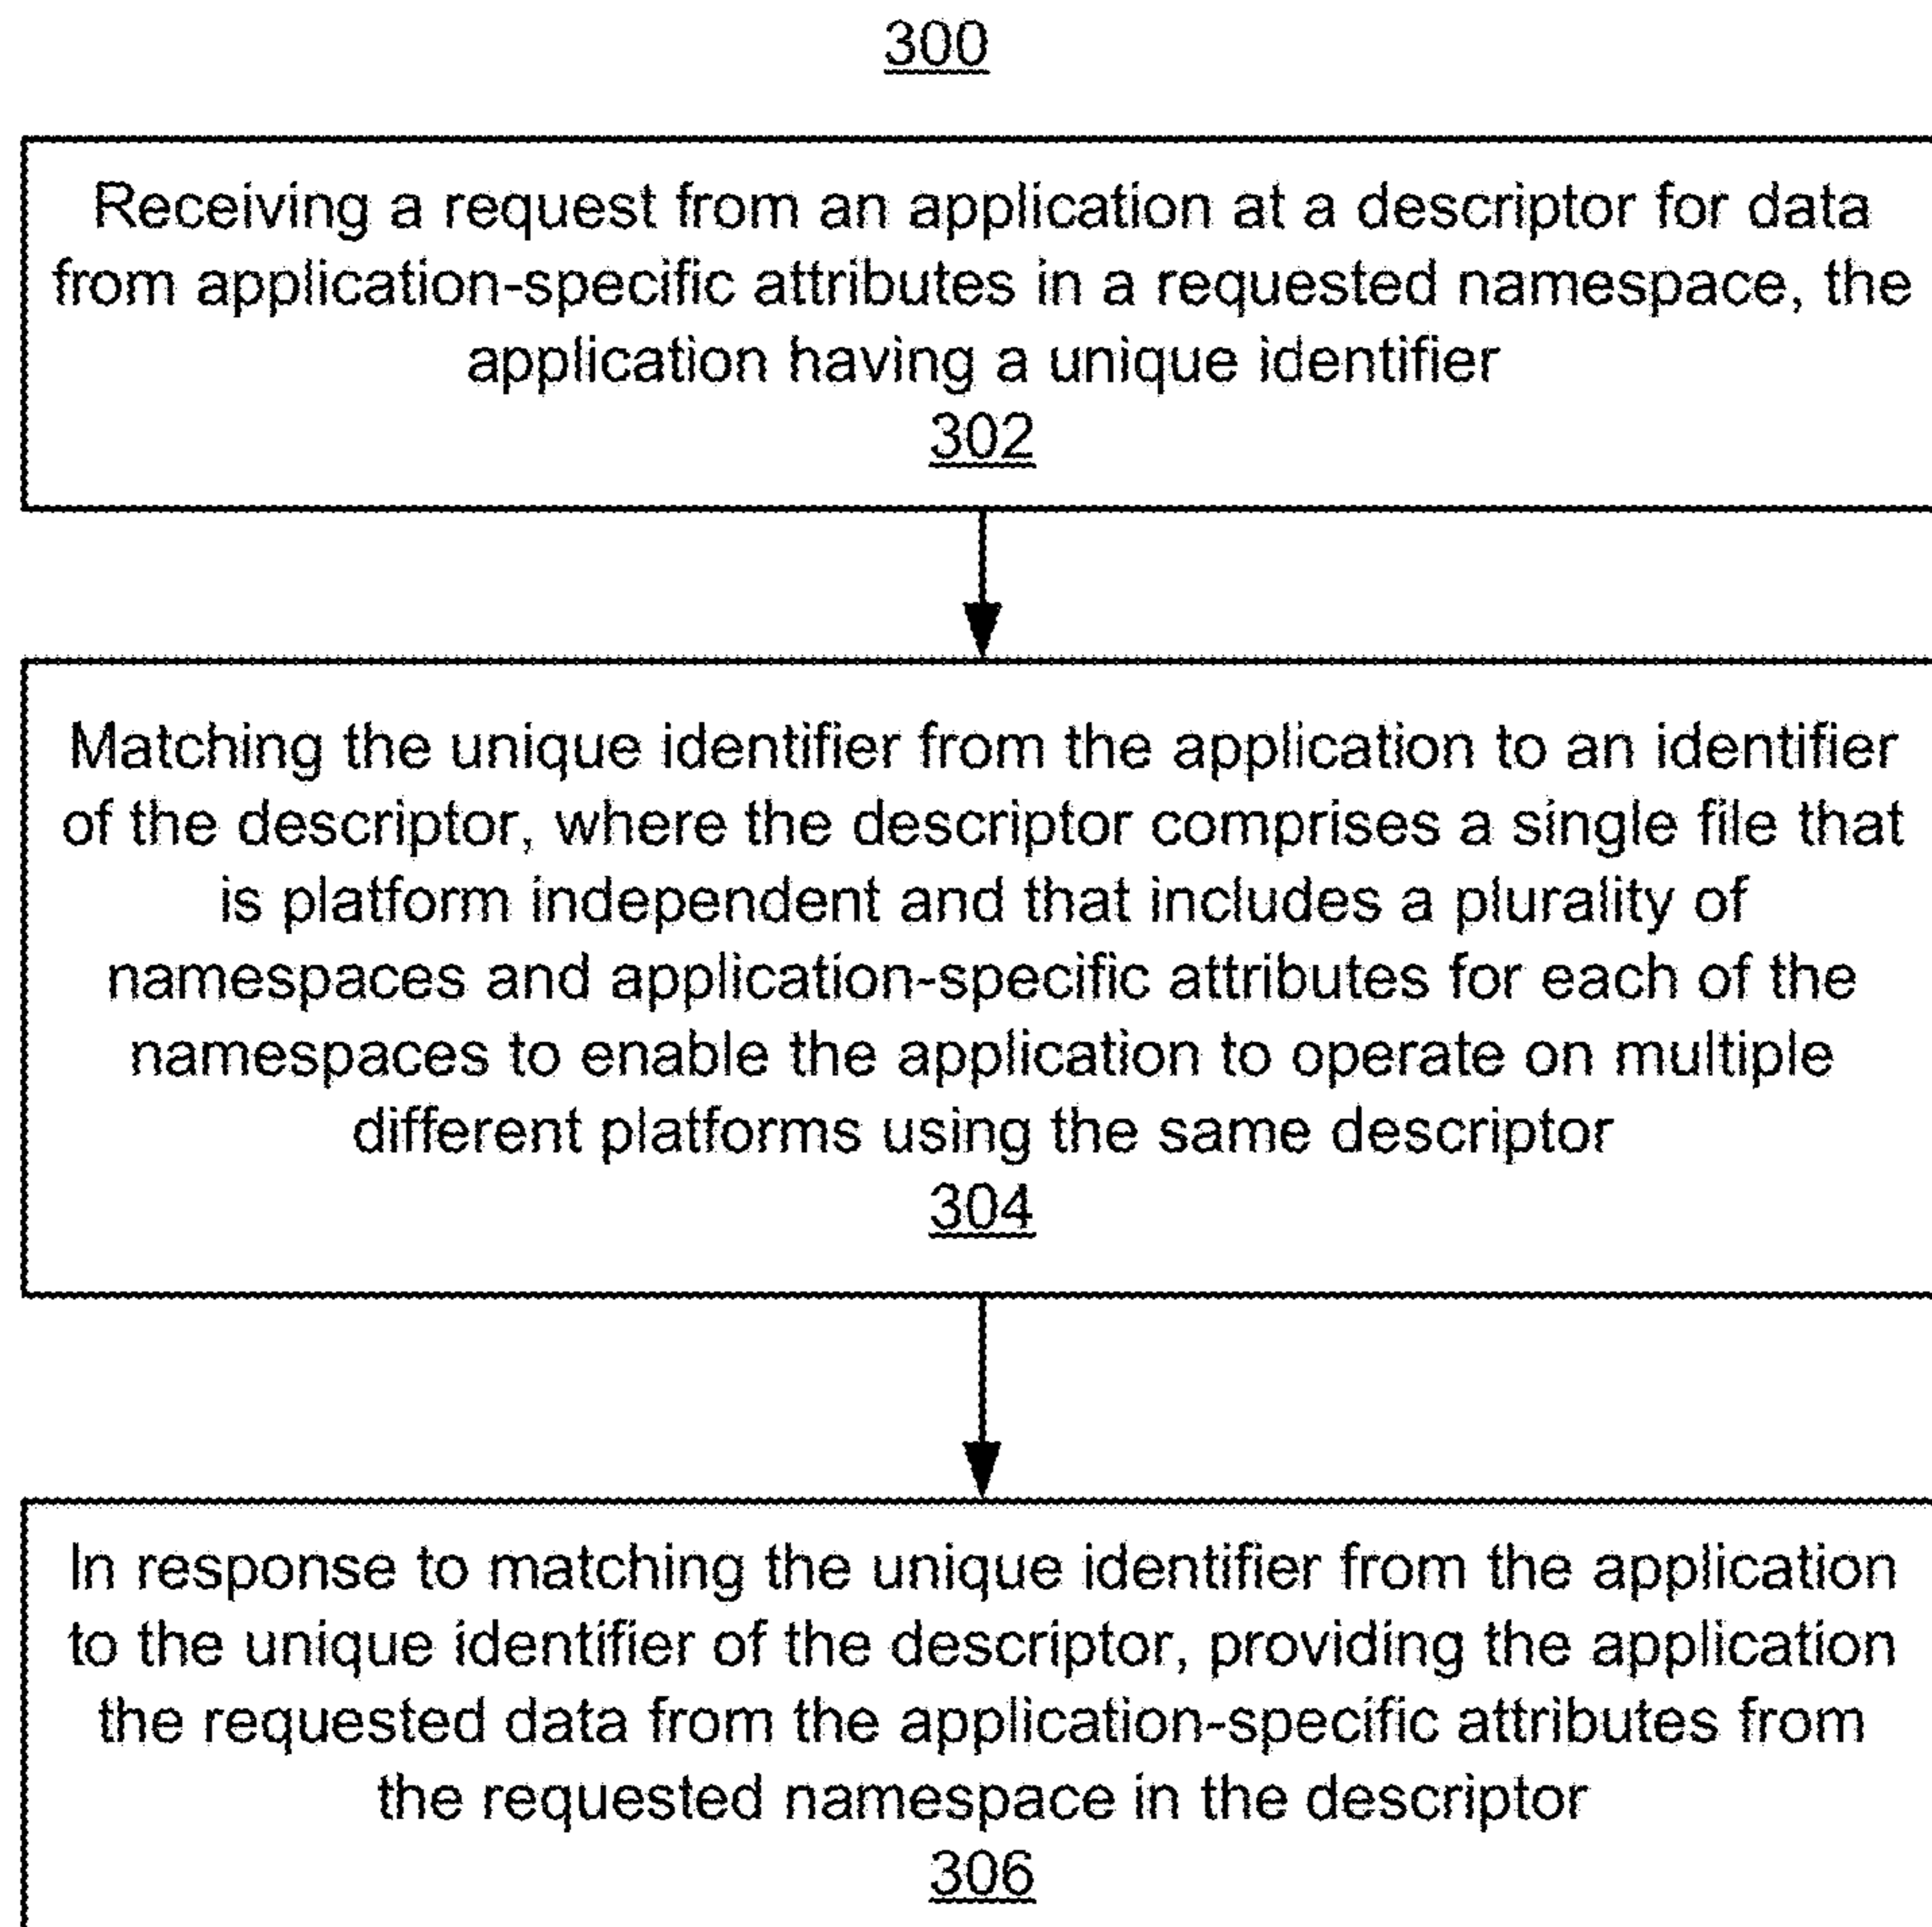 300
Receiving a request from an application at a descriptor for data
from application-specific attributes in a requested namespace, the
application having a unique identifier
302
Matching the unique identifier from the application to an identifier
of the descriptor, where the descriptor comprises a single file that
is platform independent and that includes a plurality of
namespaces and application-specific attributes for each of the
namespaces to enable the application to operate on multiple
different platforms using the same descriptor
304
In response to matching the unique identifier from the application
to the unique identifier of the descriptor, providing the application
the requested data from the application-specific attributes from
the requested namespace in the descriptor
306